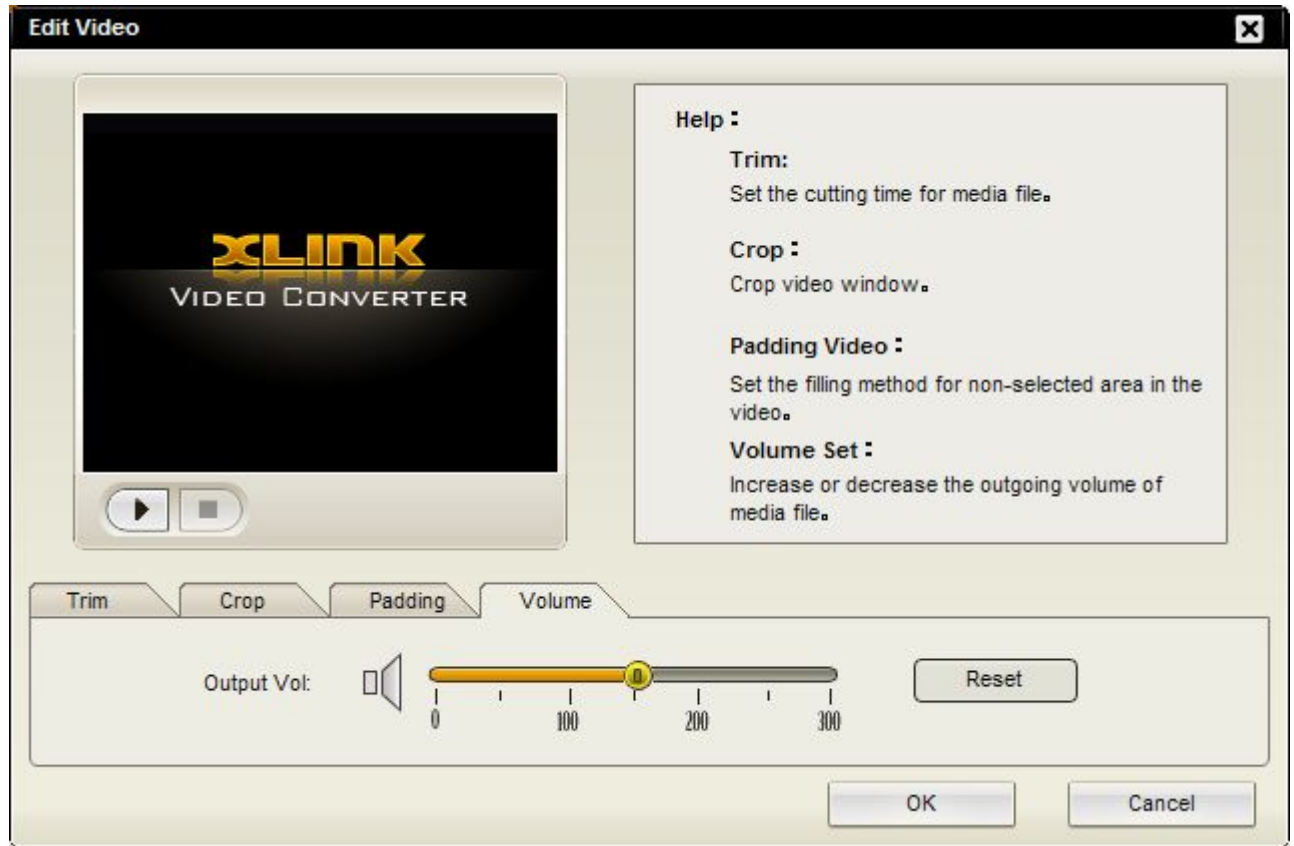 Edit Video
XLINK
VIDEO CONVERTER
Help:
Trim:
Set the cutting time for media file.
Crop:
Crop video window.
Padding Video:
Set the filling method for non-selected area in the
video.
Volume Set:
Increase or decrease the outgoing volume of
media file.
Trim Crop Padding Volume
Output Vol:
0 100 200 300
Reset
OK Cancel